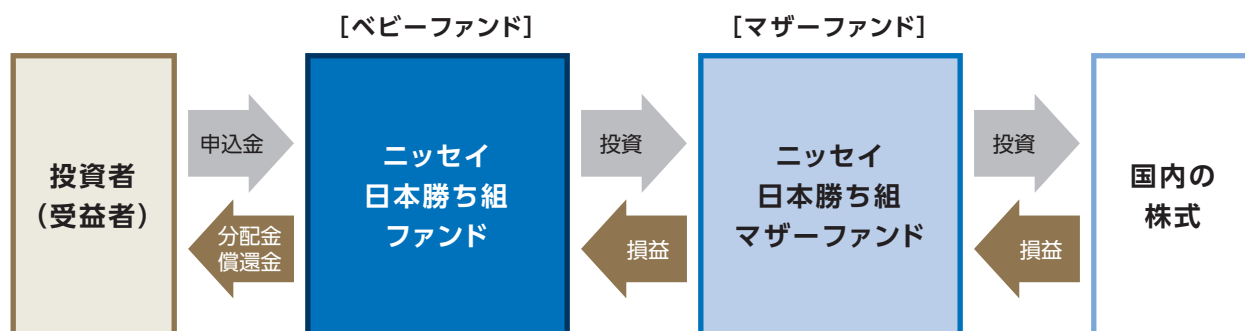 ［ベビーファンド］
［マザーファンド］
投資者
（受益者）
申込金
分配金
償還金
ニッセイ
日本勝ち組
ファンド
投資
損益
ニッセイ
日本勝ち組
マザーファンド
投資
損益
国内の
株式